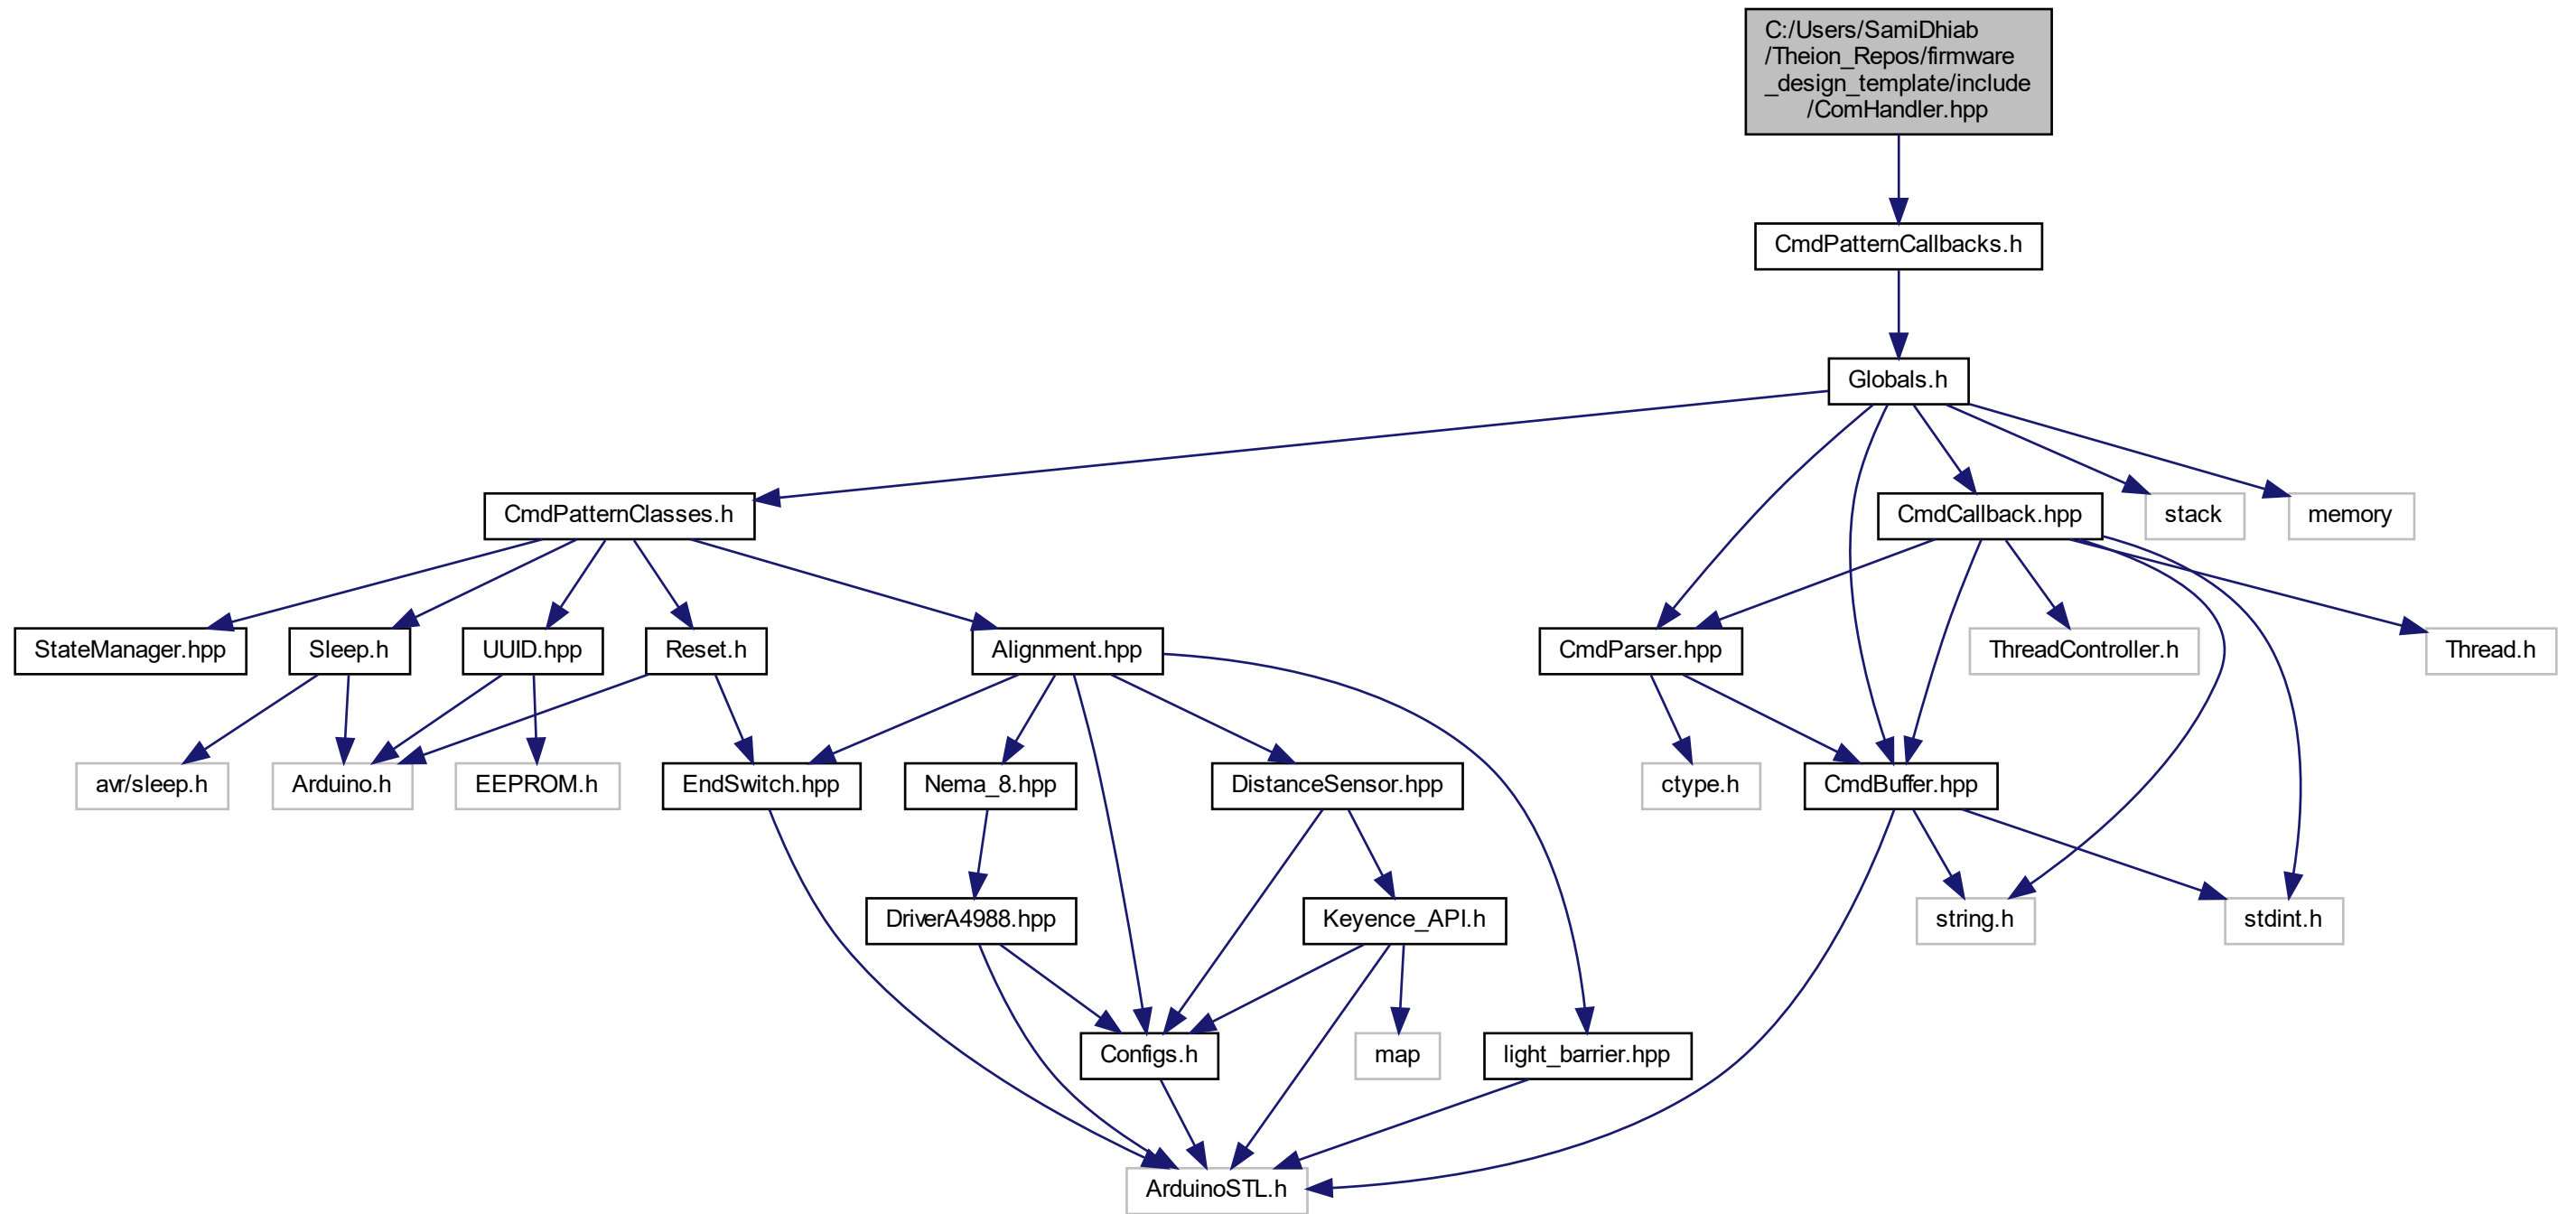 C:/Users/SamiDhiab
/Theion_Repos/firmware
_design_template/include
/ComHandler.hpp
CmdPatternCallbacks.h
Globals.h
CmdPatternClasses.h
CmdCallback.hpp
stack
memory
StateManager.hpp
Sleep.h
UUID.hpp
Reset.h
Alignment.hpp
CmdParser.hpp
ThreadController.h
Thread.h
avr/sleep.h
Arduino.h
EEPROM.h
EndSwitch.hpp
Nema_8.hpp
DistanceSensor.hpp
ctype.h
CmdBuffer.hpp
DriverA4988.hpp
Keyence_API.h
string.h
stdint.h
Configs.h
map
light_barrier.hpp
ArduinoSTL.h